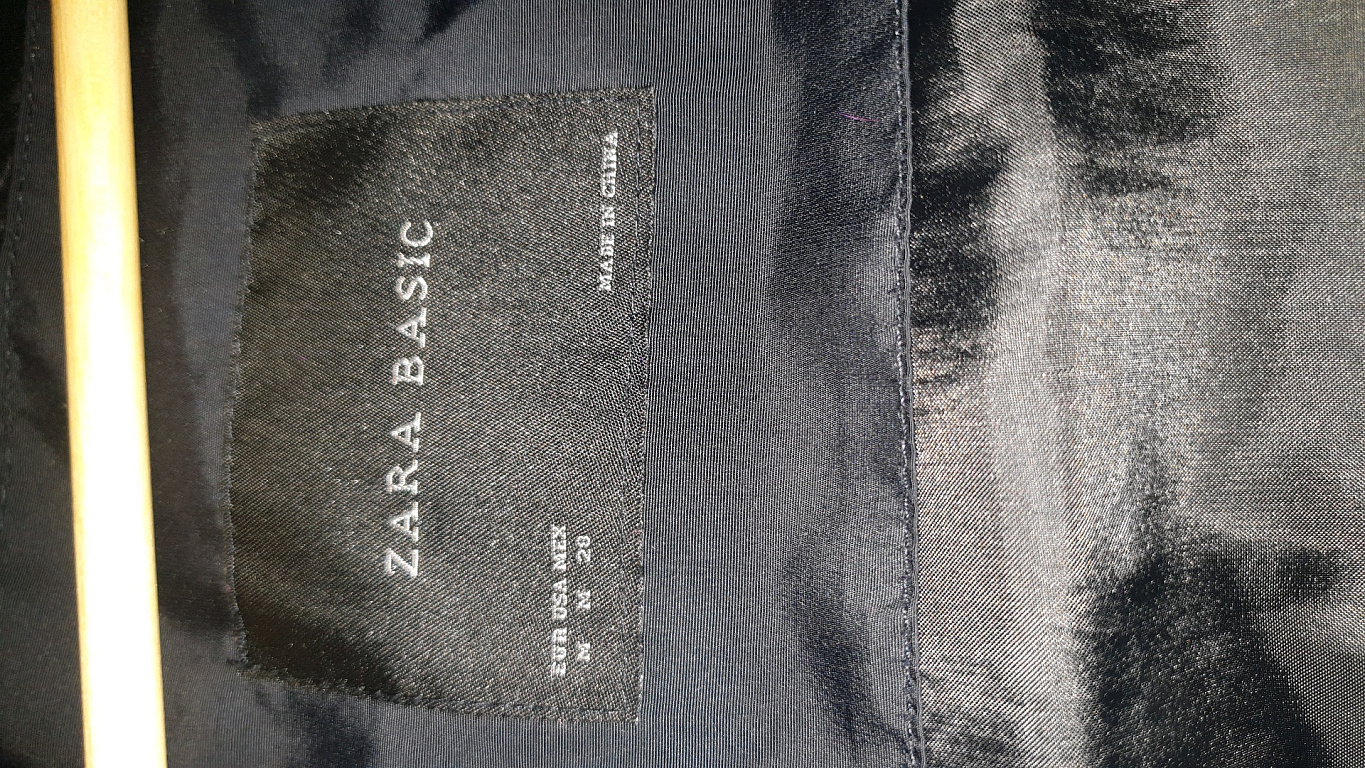 ZARA BASIC
EUR USA MEX
M M 28
MADE IN CHINA